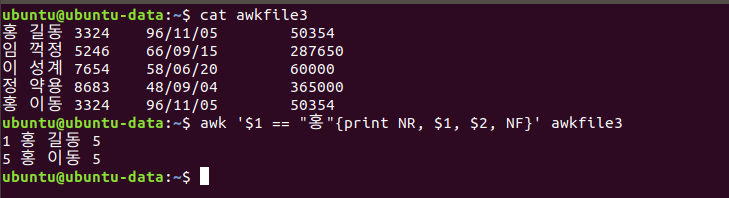 ubuntu@ubuntu-data:~$ cat awkfile3
홍 길동 3324    96/11/05         50354
임 꺽정 5246    66/09/15         287650
이 성계 7654    58/06/20         60000
정 약용 8683    48/09/04         365000
홍 이동 3324    96/11/05         50354
ubuntu@ubuntu-data:~$ awk '$1 == "홍"{print NR, $1, $2, NF}' awkfile3
1 홍 길동 5
5 홍 이동 5
ubuntu@ubuntu-data:~$